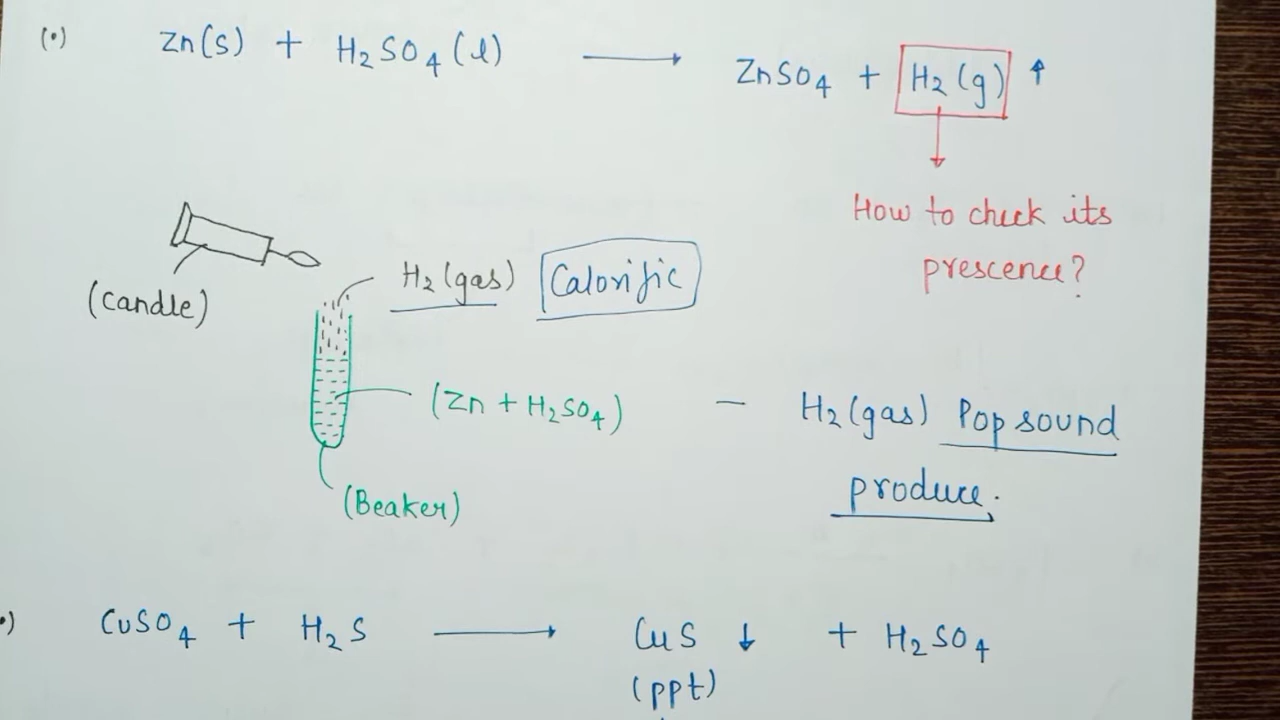 (•) Zn(s) + H₂SO₄(l) ⟶ ZnSO₄ + H₂(g) ↑
How to check its
prescence?
(Candle)
H₂(gas) Calorific
(Zn + H₂SO₄) – H₂(gas) Pop sound
produce.
(Beaker)
•) CuSO₄ + H₂S ⟶ CuS ↓ + H₂SO₄
(ppt)